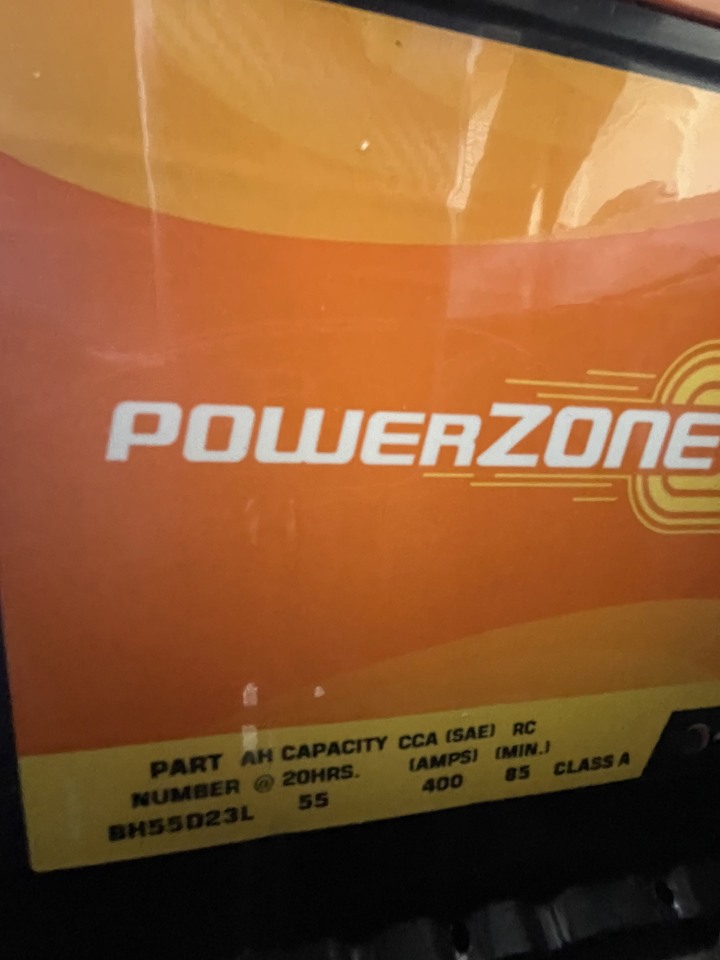 POWERZONE
PART AH CAPACITY CCA (SAE) RC
NUMBER @ 20HRS. (AMPS) (MIN.)
BH55D23L 55 400 85 CLASS A